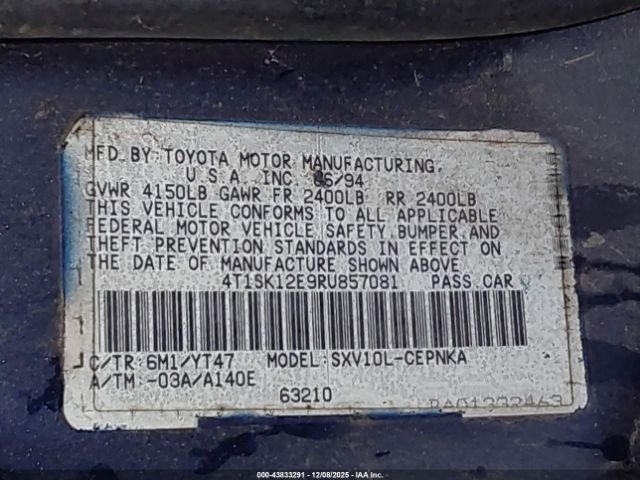 MFD.BY:TOYOTA MOTOR MANUFACTURING,
U S A, INC. 06/94
GVWR 4150LB GAWR FR 2400LB RR 2400LB
THIS VEHICLE CONFORMS TO ALL APPLICABLE
FEDERAL MOTOR VEHICLE SAFETY, BUMPER AND
THEFT PREVENTION STANDARDS IN EFFECT ON
THE DATE OF MANUFACTURE SHOWN ABOVE.
4T1SK12E9RU857081 PASS.CAR
C/TR:6M1/YT47 MODEL:SXV10L-CEPNKA
A/TM:-03A/A140E
63210
000-43833291 - 12/08/2025 - IAAI US